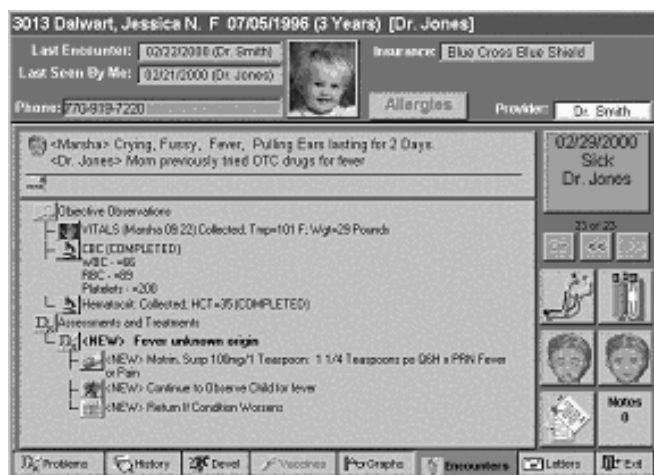 3013 Dalwart, Jessica N. F 07/05/1996 (3 Years) [Dr. Jones]
Last Encounter: 02/22/2000 (Dr. Smith)
Insurance: Blue Cross Blue Shield
Last Seen By Me: 02/21/2000 (Dr. Jones)
Phone: 770-919-7220
Allergies
Provider: Dr. Smith
<Marsha> Crying, Fussy, Fever, Pulling Ears lasting for 2 Days.
<Dr. Jones> Mom previously tried OTC drugs for fever
02/29/2000
Sick
Dr. Jones
23 of 23
<<
Objective Observations
VITALS (Marsha 09:22) Collected, Tmp=101 F; Wgt=29 Pounds
CBC (COMPLETED)
WBC - =66
RBC - =89
Platelets - =200
Hematocrit: Collected, HCT=35 (COMPLETED)
Assessments and Treatments
<NEW> Fever unknown origin
<NEW> Motrin, Susp 100mg/1 Teaspoon: 1 1/4 Teaspoons po Q6H x PRN Fever
or Pain
<NEW> Continue to Observe Child for fever
<NEW> Return If Condition Worsens
Notes
0
Problems History Devel Vaccines Graphs Encounters Letters Exit